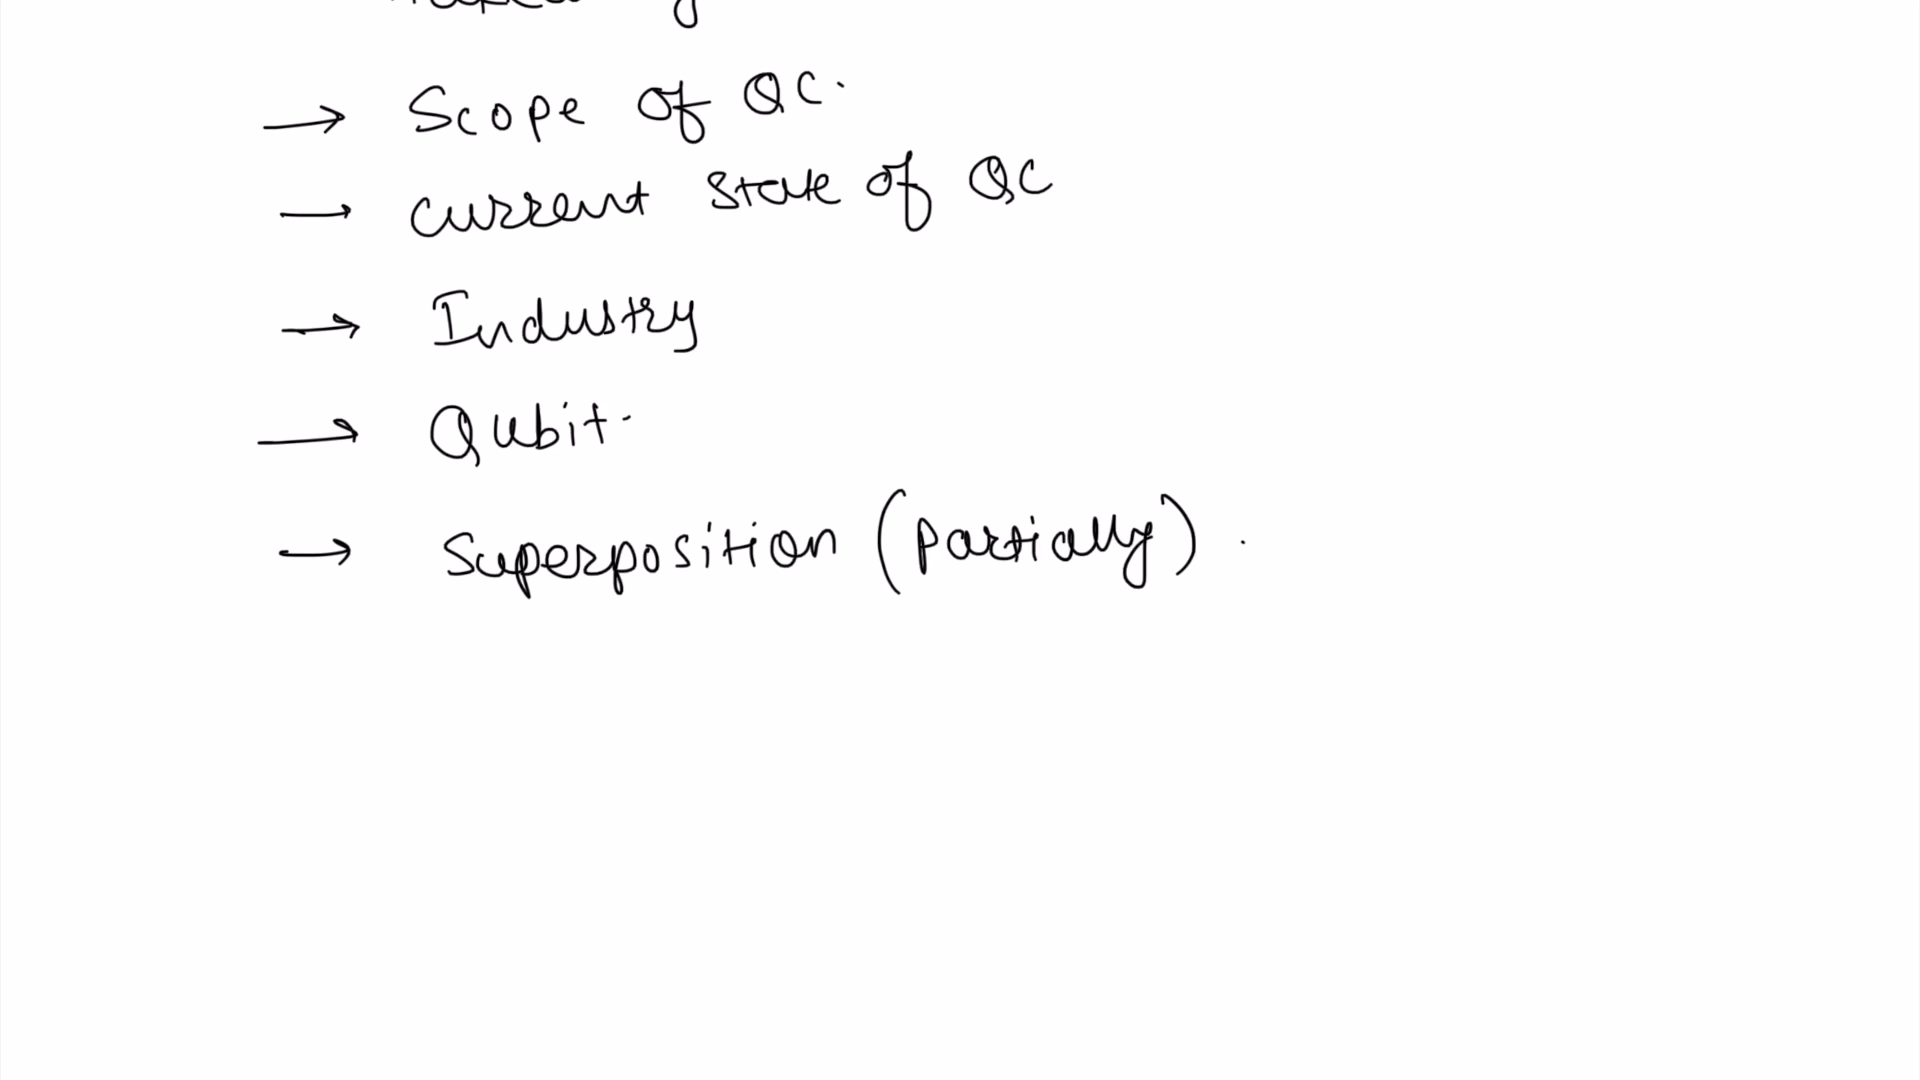 → Scope of QC.
→ Current state of QC
→ Industry
→ Qubit.
→ Superposition (partially).